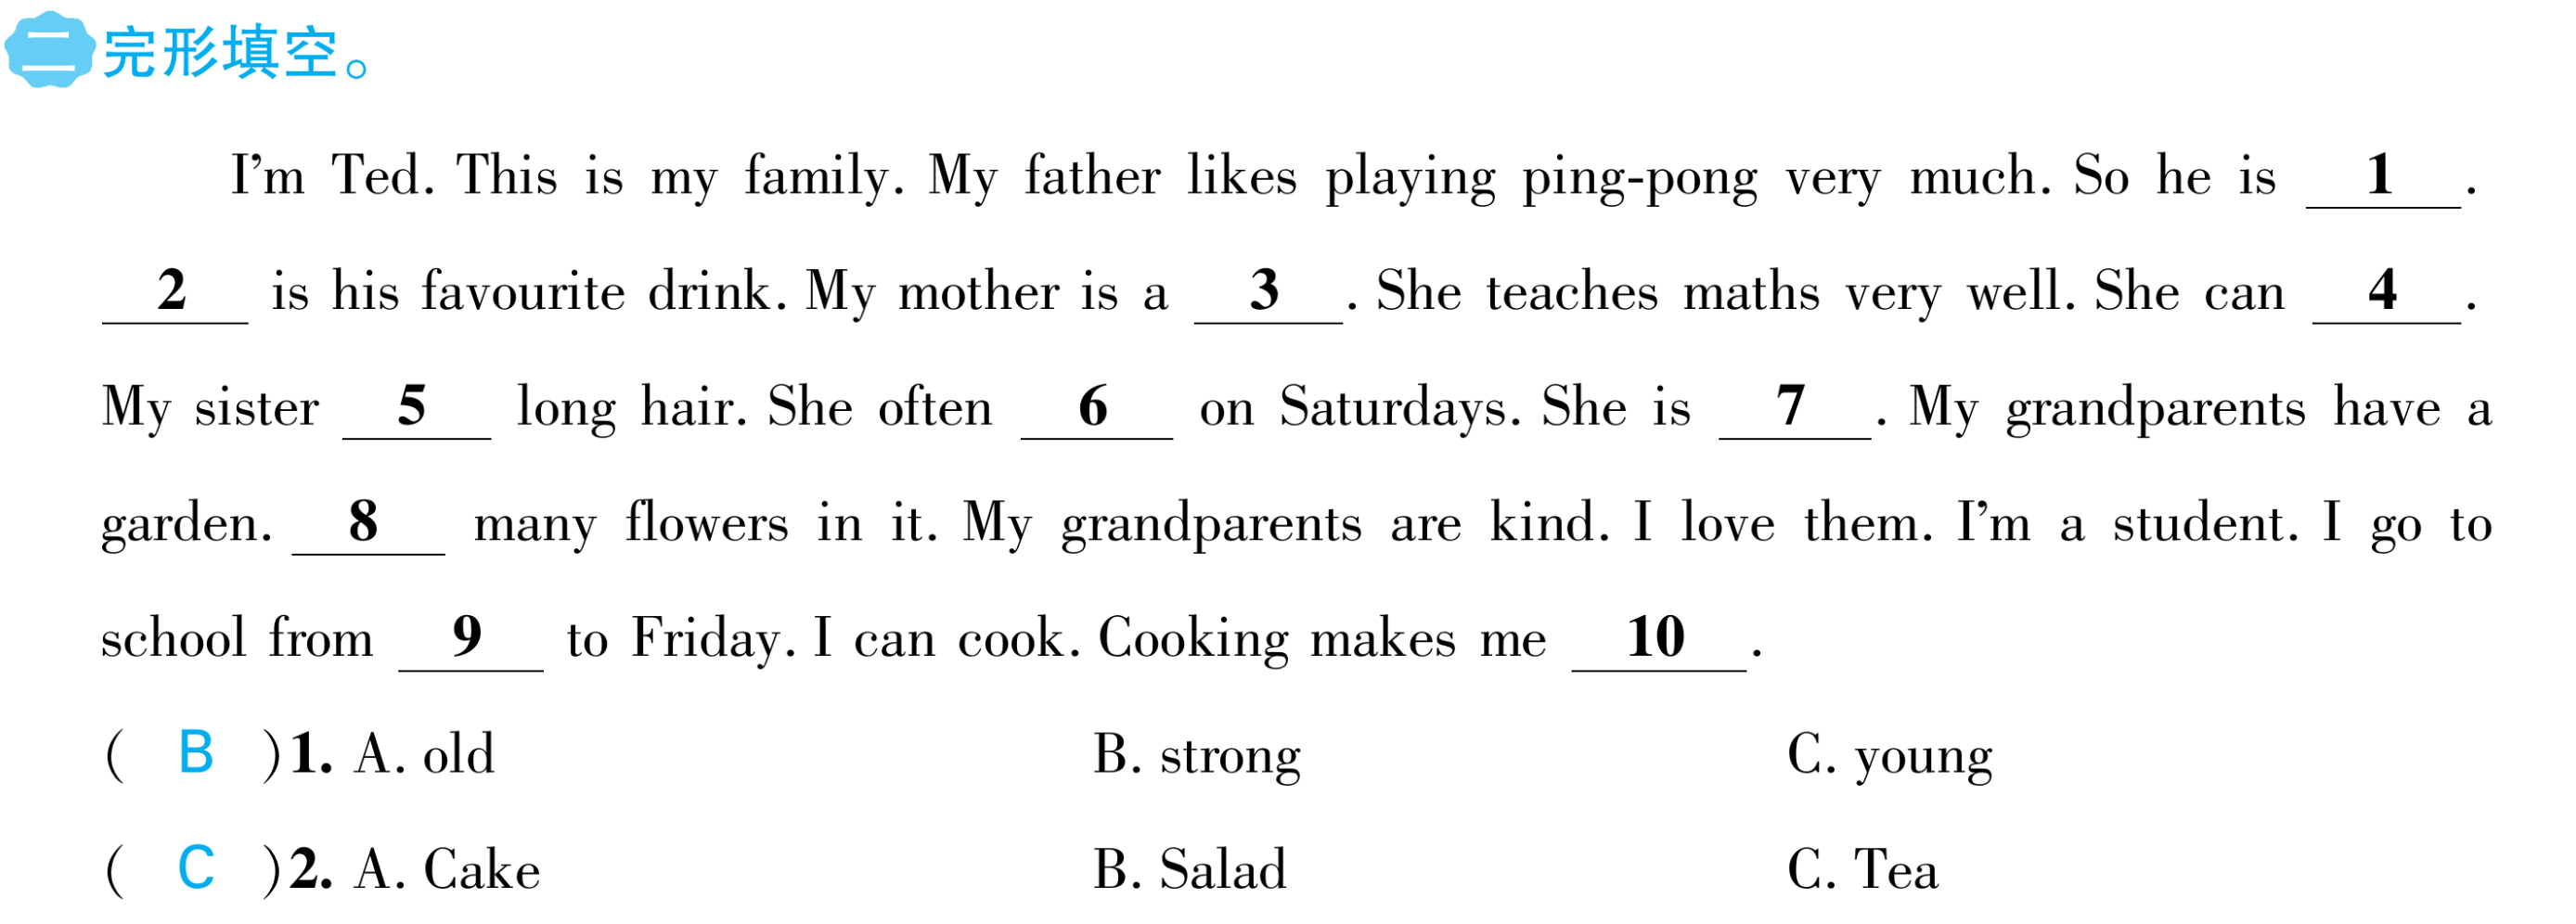 二 完形填空。
I'm Ted. This is my family. My father likes playing ping-pong very much. So he is 1 .
2 is his favourite drink. My mother is a 3 . She teaches maths very well. She can 4 .
My sister 5 long hair. She often 6 on Saturdays. She is 7 . My grandparents have a
garden. 8 many flowers in it. My grandparents are kind. I love them. I'm a student. I go to
school from 9 to Friday. I can cook. Cooking makes me 10 .
( B )1. A. old B. strong C. young
( C )2. A. Cake B. Salad C. Tea